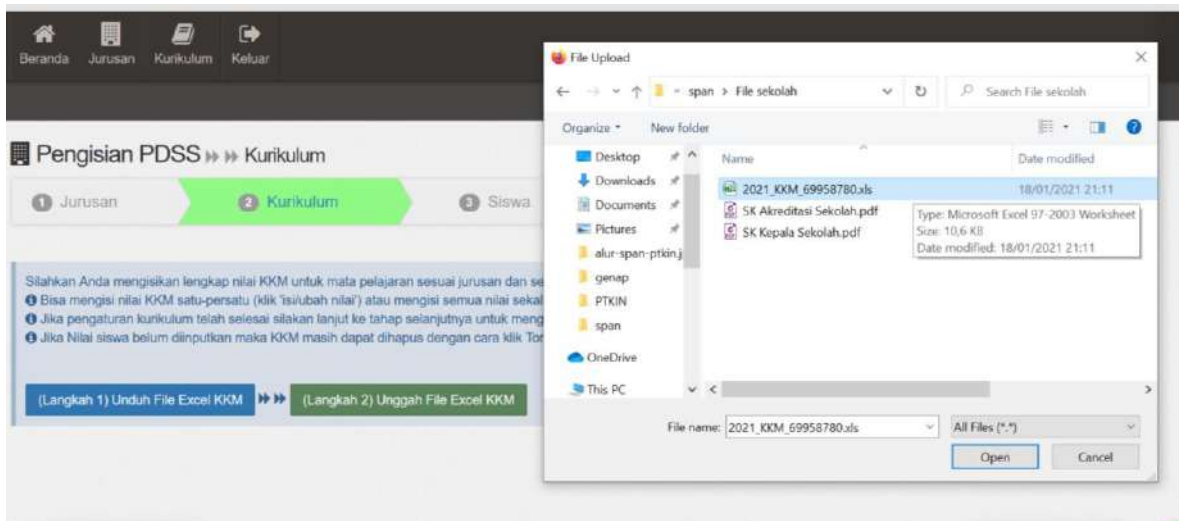 Beranda
Jurusan
Kurikulum
Keluar
Pengisian PDSS Kurikulum
1 Jurusan
2 Kurikulum
3 Siswa
Silahkan Anda mengisikan lengkap nilai KKM untuk mata pelajaran sesuai jurusan dan se
Bisa mengisi nilai KKM satu-persatu (klik 'isi/ubah nilai') atau mengisi semua nilai sekal
Jika pengaturan kurikulum telah selesai silakan lanjut ke tahap selanjutnya untuk meng
Jika Nilai siswa belum diinputkan maka KKM masih dapat dihapus dengan cara klik Tor
(Langkah 1) Unduh File Excel KKM
(Langkah 2) Unggah File Excel KKM
File Upload
span > File sekolah
Search File sekolah
Organize
New folder
Desktop
Downloads
Documents
Pictures
alur-span-ptkin.j
genap
PTKIN
span
OneDrive
This PC
Name
Date modified
2021_KKM_69958780.xls
18/01/2021 21:11
SK Akreditasi Sekolah.pdf
SK Kepala Sekolah.pdf
Type: Microsoft Excel 97-2003 Worksheet
Size: 10,6 KB
Date modified: 18/01/2021 21:11
File name: 2021_KKM_69958780.xls
All Files (*.*)
Open
Cancel